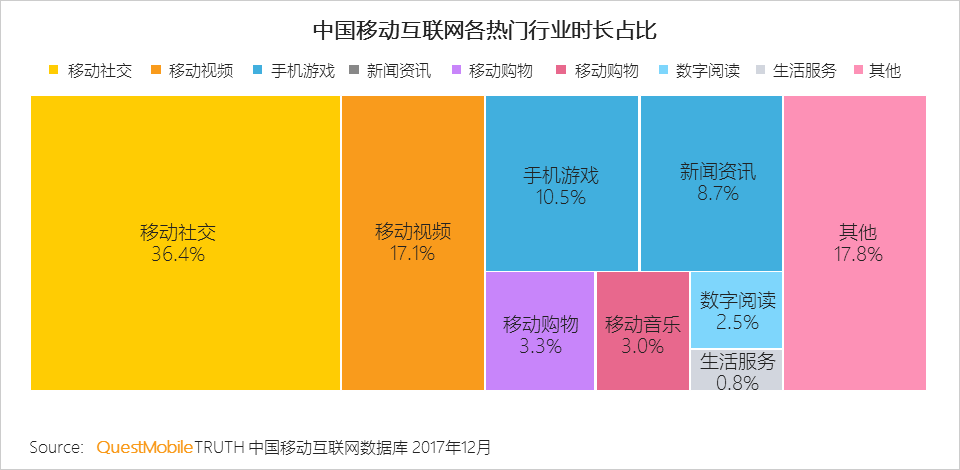 中国移动互联网各热门行业时长占比
移动社交 移动视频 手机游戏 新闻资讯 移动购物 移动购物 数字阅读 生活服务 其他
移动社交
36.4%
移动视频
17.1%
手机游戏
10.5%
新闻资讯
8.7%
移动购物
3.3%
移动音乐
3.0%
数字阅读
2.5%
生活服务
0.8%
其他
17.8%
Source: QuestMobileTRUTH 中国移动互联网数据库 2017年12月